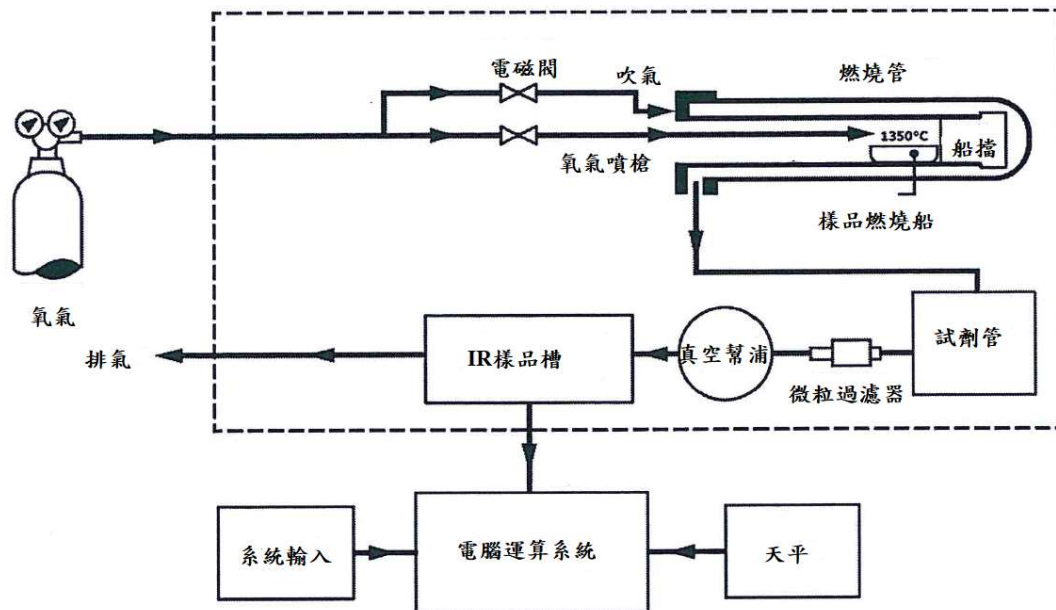 電磁閥
吹氣
燃燒管
1350°C
船擋
氧氣噴槍
樣品燃燒船
氧氣
試劑管
排氣
IR樣品槽
真空幫浦
微粒過濾器
系統輸入
電腦運算系統
天平